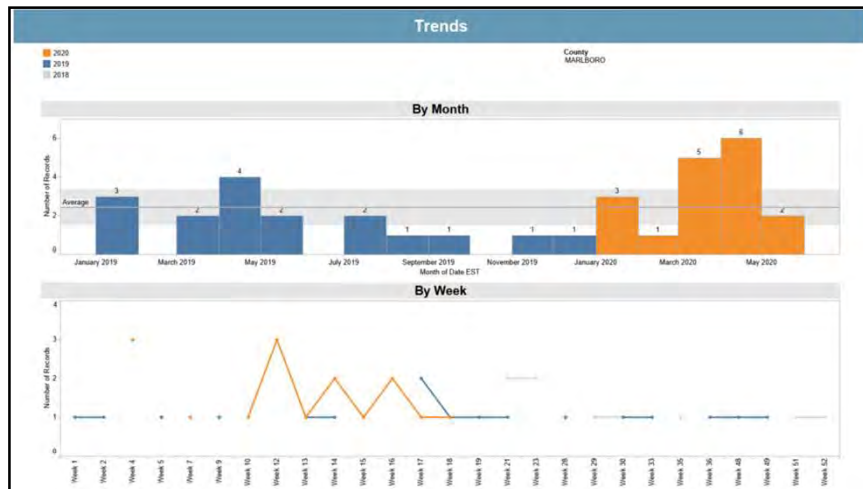 Trends
2020
2019
2018
County
MARLBORO
By Month
Number of Records
6
4
2
0
Average
3
2
4
2
2
1
1
1
1
3
1
5
6
2
January 2019
March 2019
May 2019
July 2019
September 2019
November 2019
January 2020
March 2020
May 2020
Month of Date EST
By Week
Number of Records
4
3
2
1
0
Week 1
Week 2
Week 4
Week 5
Week 7
Week 9
Week 10
Week 12
Week 13
Week 14
Week 15
Week 16
Week 17
Week 18
Week 19
Week 21
Week 23
Week 28
Week 29
Week 30
Week 33
Week 35
Week 36
Week 48
Week 49
Week 51
Week 52